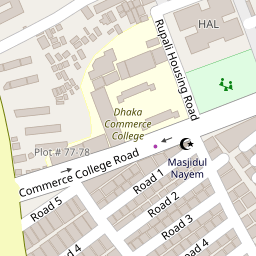 HAL
Rupali Housing Road
Dhaka
Commerce
College
Plot # 77-78
Commerce College Road
Masjidul
Nayem
Road 1
Road 5
Road 2
Road 3
Road 4
Road 4